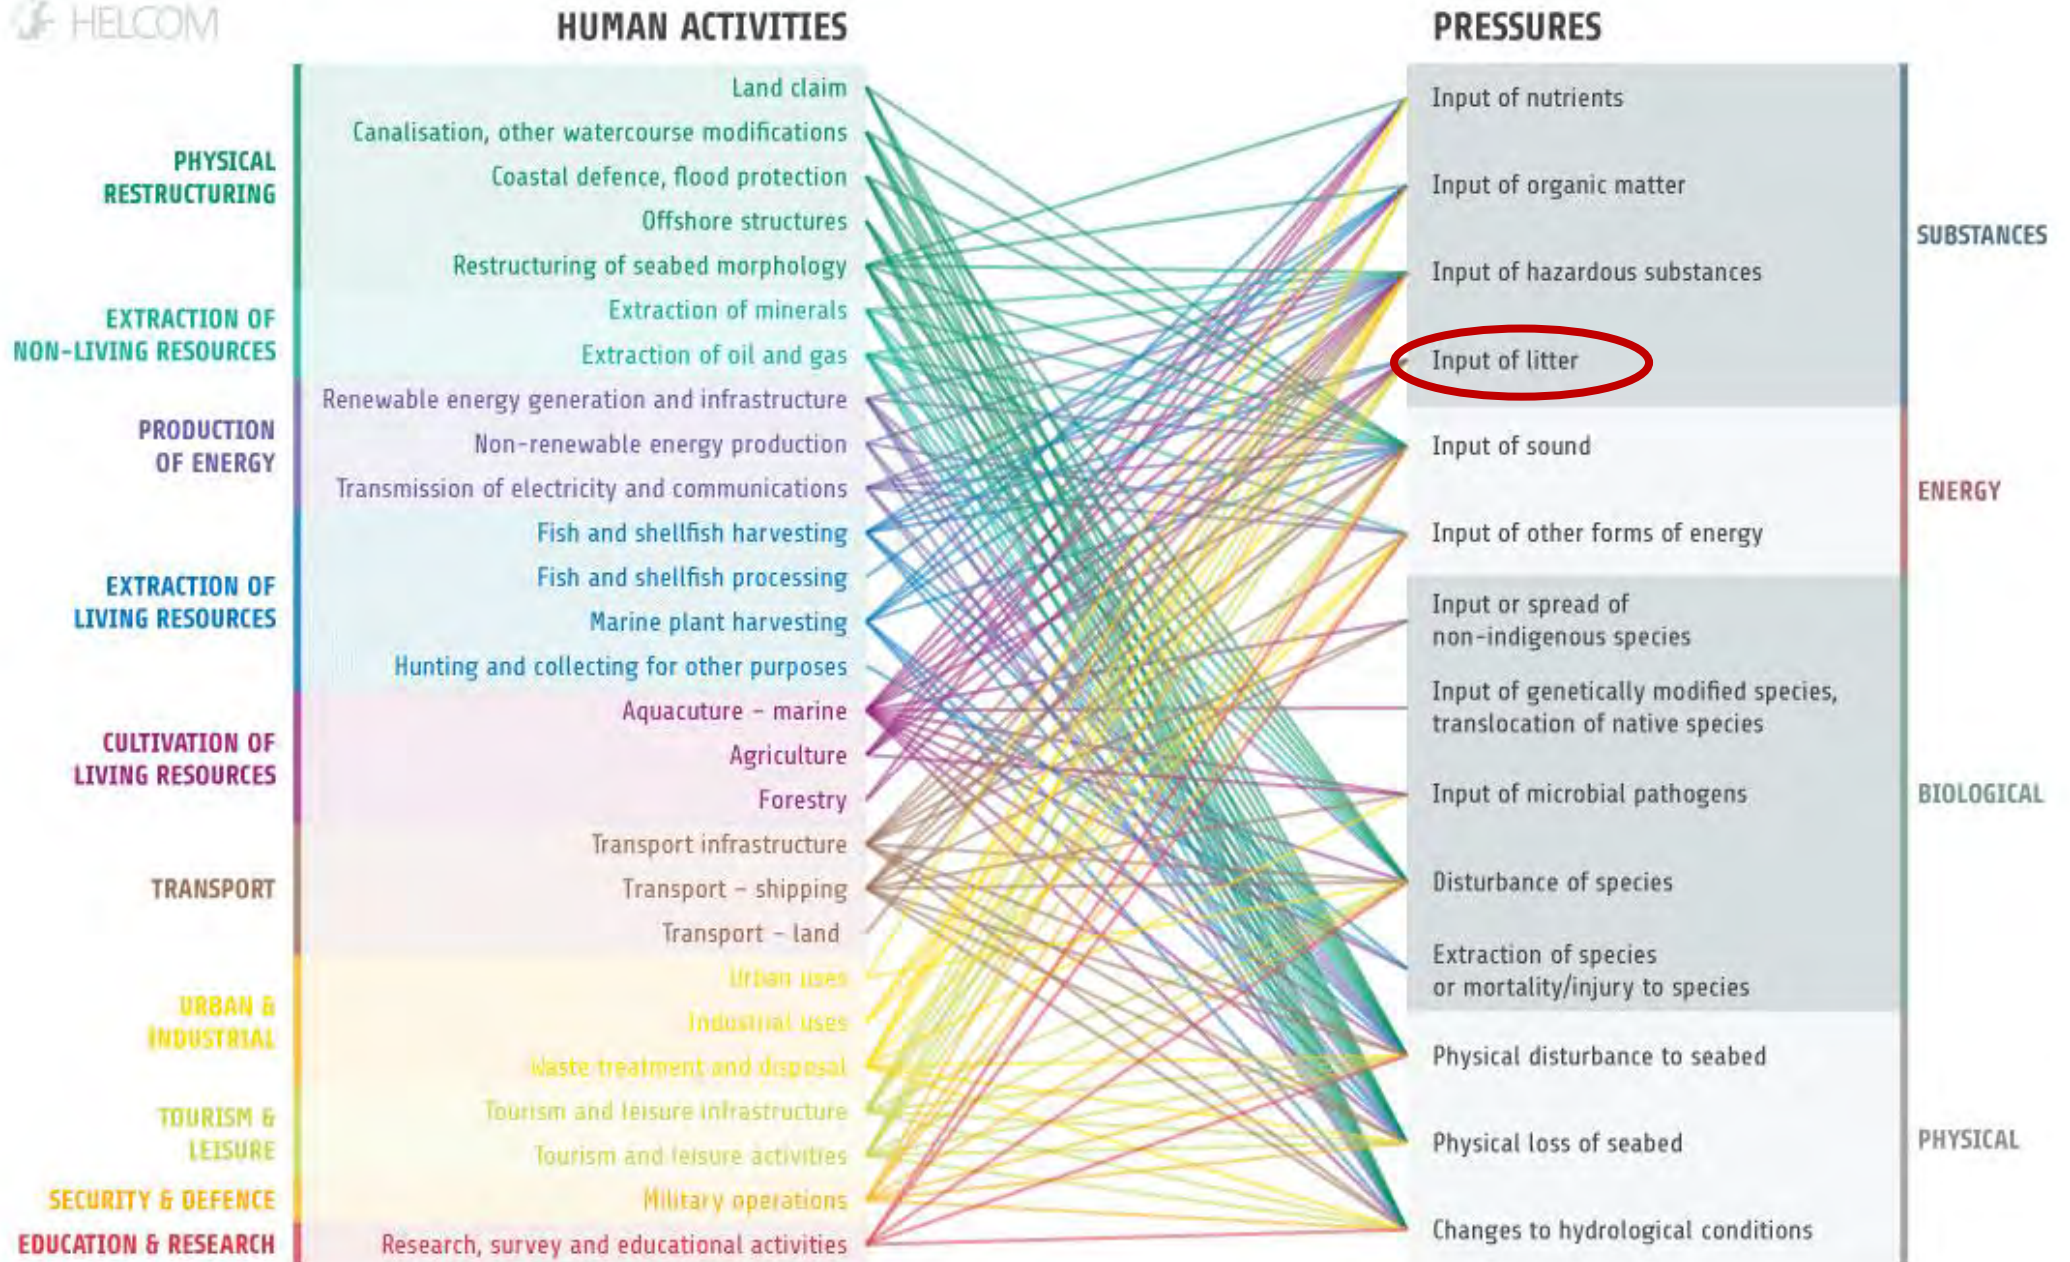 HELCOM
HUMAN ACTIVITIES
PRESSURES
PHYSICAL
RESTRUCTURING
Land claim
Canalisation, other watercourse modifications
Coastal defence, flood protection
Offshore structures
Restructuring of seabed morphology
EXTRACTION OF
NON-LIVING RESOURCES
Extraction of minerals
Extraction of oil and gas
PRODUCTION
OF ENERGY
Renewable energy generation and infrastructure
Non-renewable energy production
Transmission of electricity and communications
EXTRACTION OF
LIVING RESOURCES
Fish and shellfish harvesting
Fish and shellfish processing
Marine plant harvesting
Hunting and collecting for other purposes
CULTIVATION OF
LIVING RESOURCES
Aquacuture – marine
Agriculture
Forestry
TRANSPORT
Transport infrastructure
Transport – shipping
Transport – land
URBAN &
INDUSTRIAL
Urban uses
Industrial uses
Waste treatment and disposal
TOURISM &
LEISURE
Tourism and leisure infrastructure
Tourism and leisure activities
SECURITY & DEFENCE
Military operations
EDUCATION & RESEARCH
Research, survey and educational activities
Input of nutrients
Input of organic matter
Input of hazardous substances
Input of litter
SUBSTANCES
Input of sound
Input of other forms of energy
ENERGY
Input or spread of
non-indigenous species
Input of genetically modified species,
translocation of native species
Input of microbial pathogens
Disturbance of species
Extraction of species
or mortality/injury to species
BIOLOGICAL
Physical disturbance to seabed
Physical loss of seabed
Changes to hydrological conditions
PHYSICAL